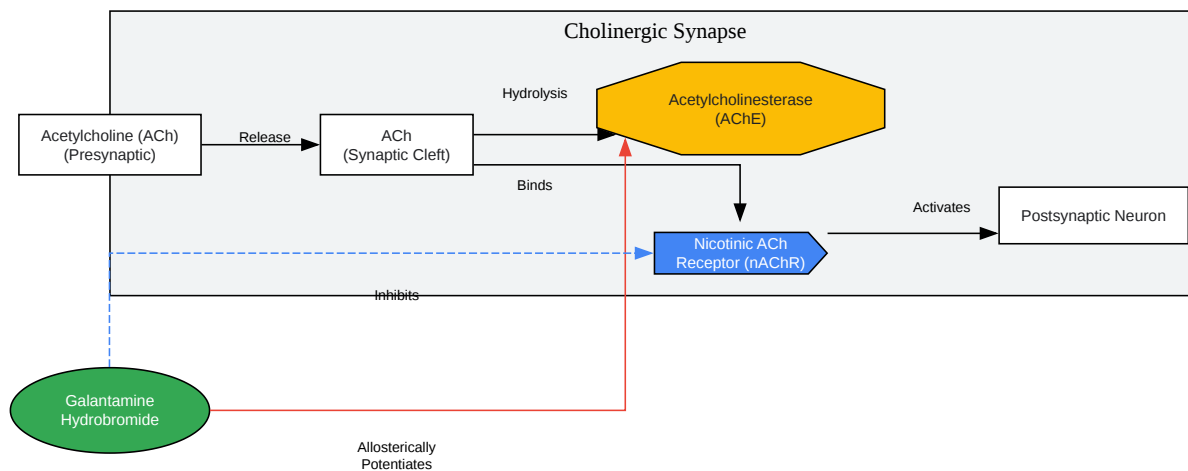 Cholinergic Synapse
Hydrolysis
Acetylcholinesterase
(AChE)
Acetylcholine (ACh)
(Presynaptic)
Release
ACh
(Synaptic Cleft)
Binds
Nicotinic ACh
Receptor (nAChR)
Activates
Postsynaptic Neuron
Inhibits
Galantamine
Hydrobromide
Allosterically
Potentiates